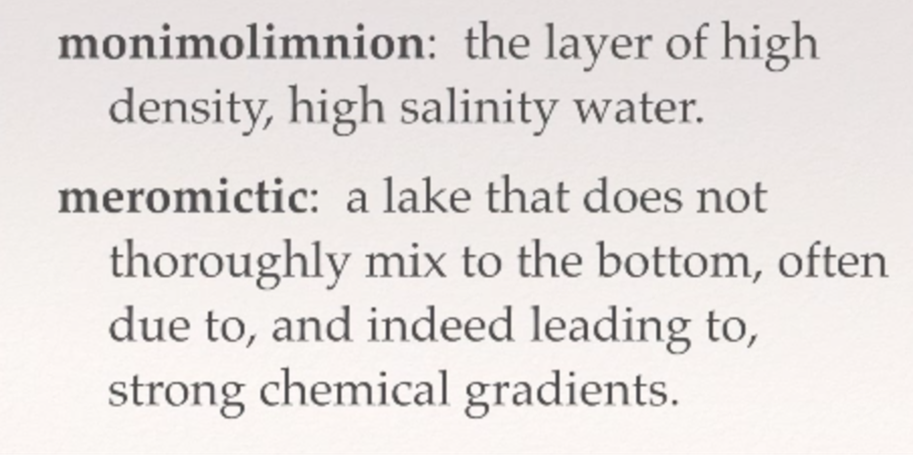 monimolimnion: the layer of high
density, high salinity water.
meromictic: a lake that does not
thoroughly mix to the bottom, often
due to, and indeed leading to,
strong chemical gradients.